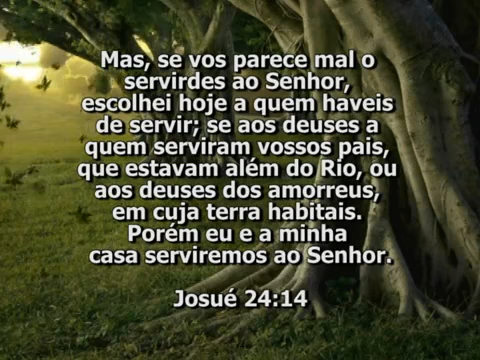 Mas, se vos parece mal o
servirdes ao Senhor,
escolhei hoje a quem haveis
de servir; se aos deuses a
quem serviram vossos pais,
que estavam além do Rio, ou
aos deuses dos amorreus,
em cuja terra habitais.
Porém eu e a minha
casa serviremos ao Senhor.
Josué 24:14